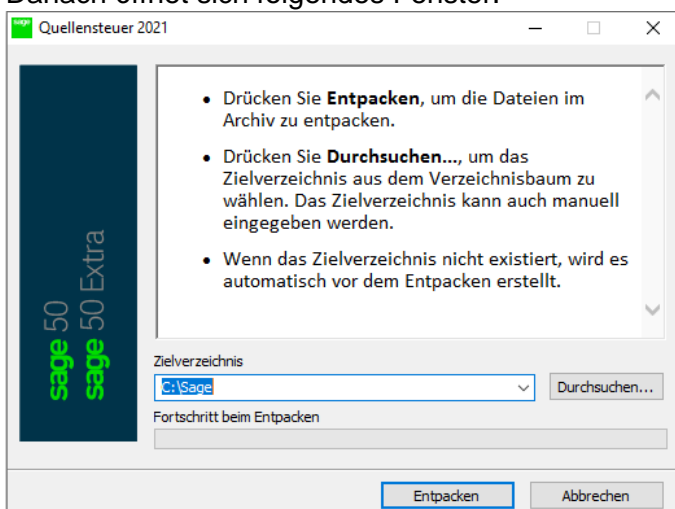 Danach öffnet sich folgendes Fenster:
sage Quellensteuer 2021
• Drücken Sie Entpacken, um die Dateien im
Archiv zu entpacken.
• Drücken Sie Durchsuchen..., um das
Zielverzeichnis aus dem Verzeichnisbaum zu
wählen. Das Zielverzeichnis kann auch manuell
eingegeben werden.
• Wenn das Zielverzeichnis nicht existiert, wird es
automatisch vor dem Entpacken erstellt.
sage 50
sage 50 Extra
Zielverzeichnis
C:\Sage
Durchsuchen...
Fortschritt beim Entpacken
Entpacken
Abbrechen